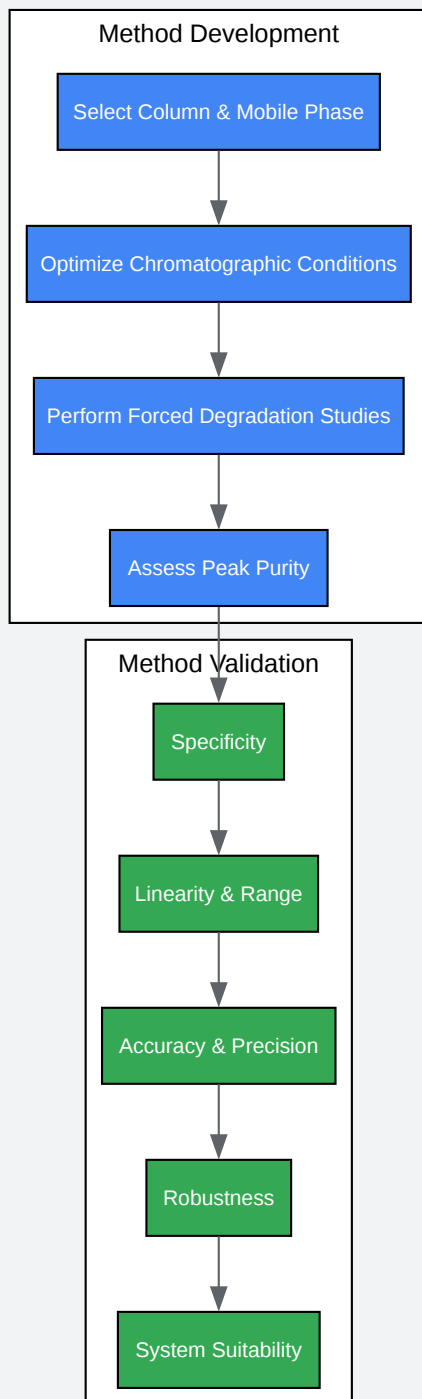 Method Development
Select Column & Mobile Phase
Optimize Chromatographic Conditions
Perform Forced Degradation Studies
Assess Peak Purity
Method Validation
Specificity
Linearity & Range
Accuracy & Precision
Robustness
System Suitability